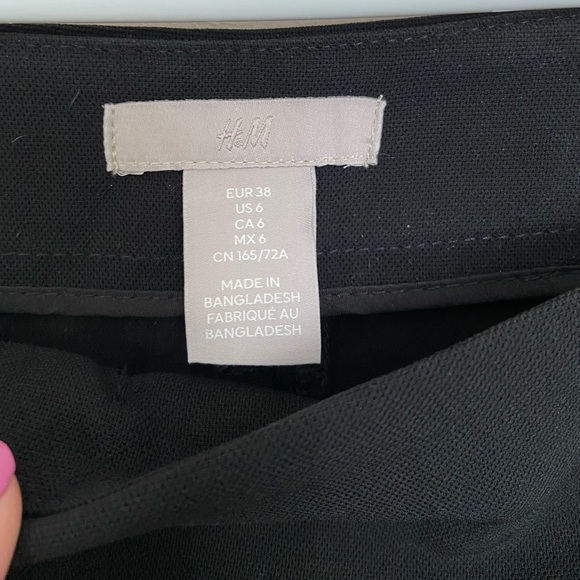 H&M
EUR 38
US 6
CA 6
MX 6
CN 165/72A
MADE IN
BANGLADESH
FABRIQUÉ AU
BANGLADESH